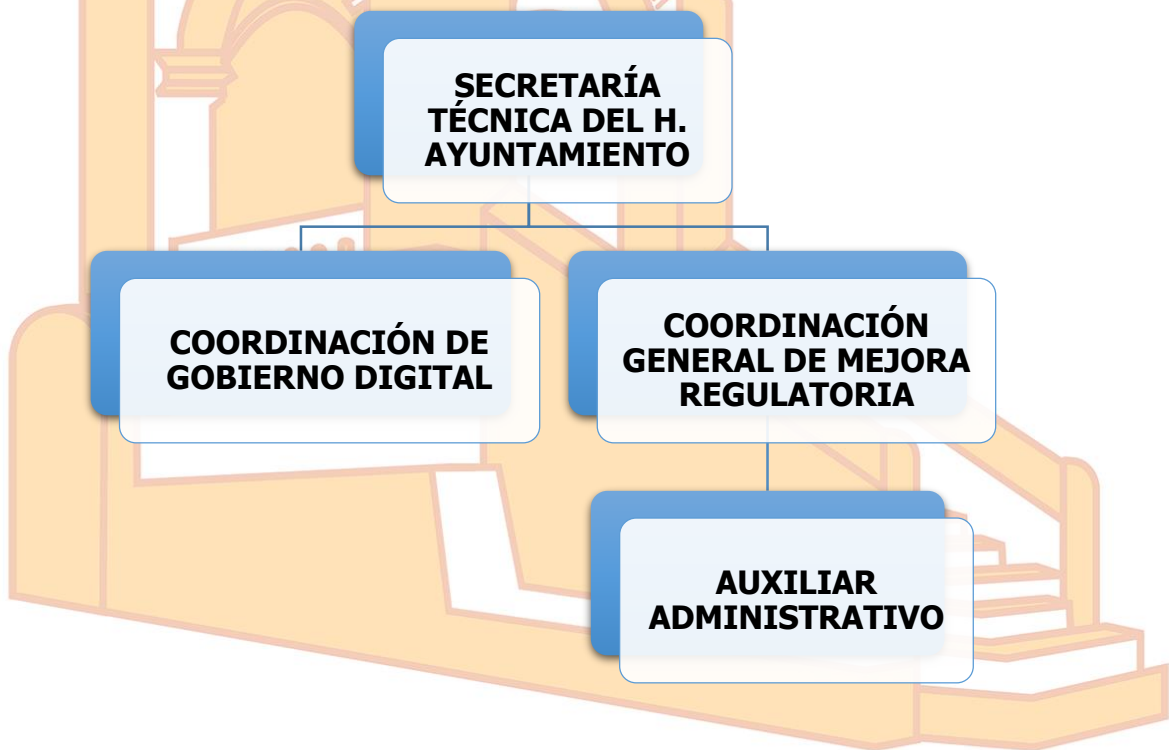 SECRETARÍA
TÉCNICA DEL H.
AYUNTAMIENTO
COORDINACIÓN DE
GOBIERNO DIGITAL
COORDINACIÓN
GENERAL DE MEJORA
REGULATORIA
AUXILIAR
ADMINISTRATIVO